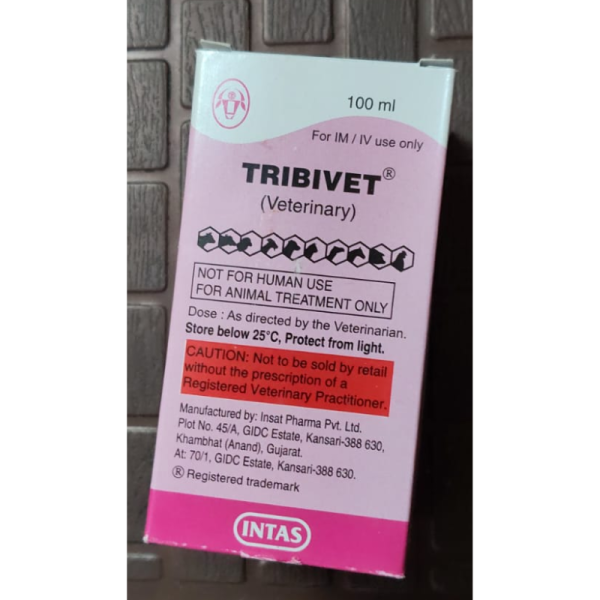 100 ml
For IM / IV use only
TRIBIVET®
(Veterinary)
NOT FOR HUMAN USE
FOR ANIMAL TREATMENT ONLY
Dose : As directed by the Veterinarian.
Store below 25°C, Protect from light.
CAUTION: Not to be sold by retail
without the prescription of a
Registered Veterinary Practitioner.
Manufactured by: Insat Pharma Pvt. Ltd.
Plot No. 45/A, GIDC Estate, Kansari-388 630,
Khambhat (Anand), Gujarat.
At: 70/1, GIDC Estate, Kansari-388 630.
® Registered trademark
INTAS